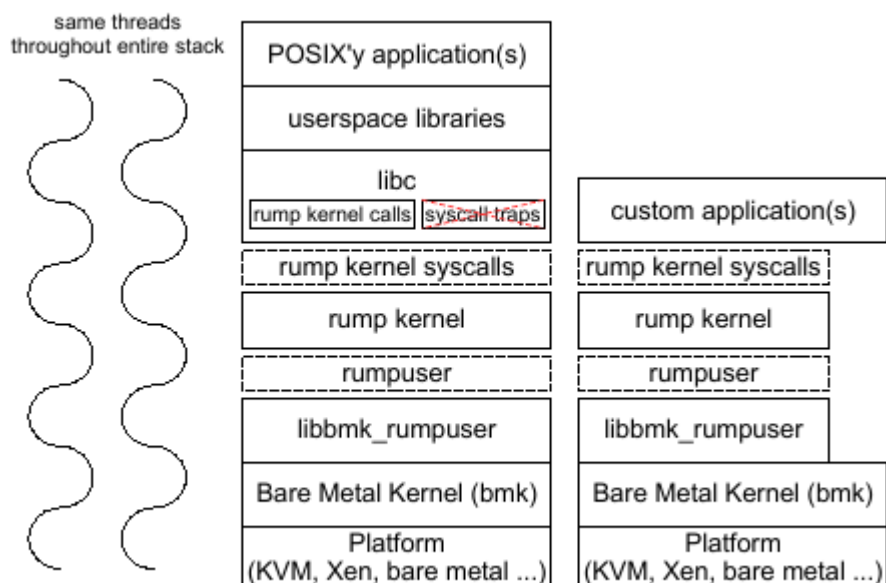 same threads
throughout entire stack
POSIX'y application(s)
userspace libraries
libc
rump kernel calls
syscall traps
rump kernel syscalls
rump kernel
rumpuser
libbmk_rumpuser
Bare Metal Kernel (bmk)
Platform
(KVM, Xen, bare metal ...)
custom application(s)
rump kernel syscalls
rump kernel
rumpuser
libbmk_rumpuser
Bare Metal Kernel (bmk)
Platform
(KVM, Xen, bare metal ...)